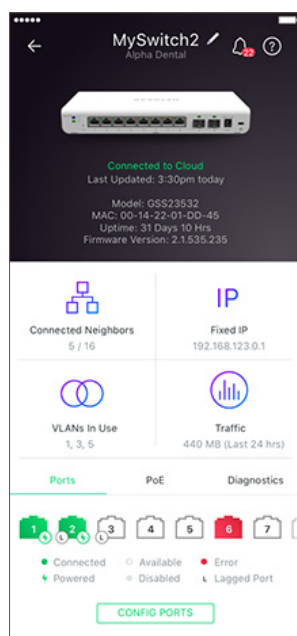 MySwitch2
22
?
Alpha Dental
NETGEAR
Connected to Cloud
Last Updated: 3:30pm today
Model: GSS23532
MAC: 00-14-22-01-DD-45
Uptime: 31 Days 10 Hrs
Firmware Version: 2.1.535.235
IP
Connected Neighbors
Fixed IP
5 / 16
192.168.123.0.1
VLANs In Use
Traffic
1, 3, 5
440 MB (Last 24 hrs)
Ports
PoE
Diagnostics
1
2
3
4
5
6
7
L
L
Connected
Available
Error
Powered
Disabled
L Lagged Port
CONFIG PORTS